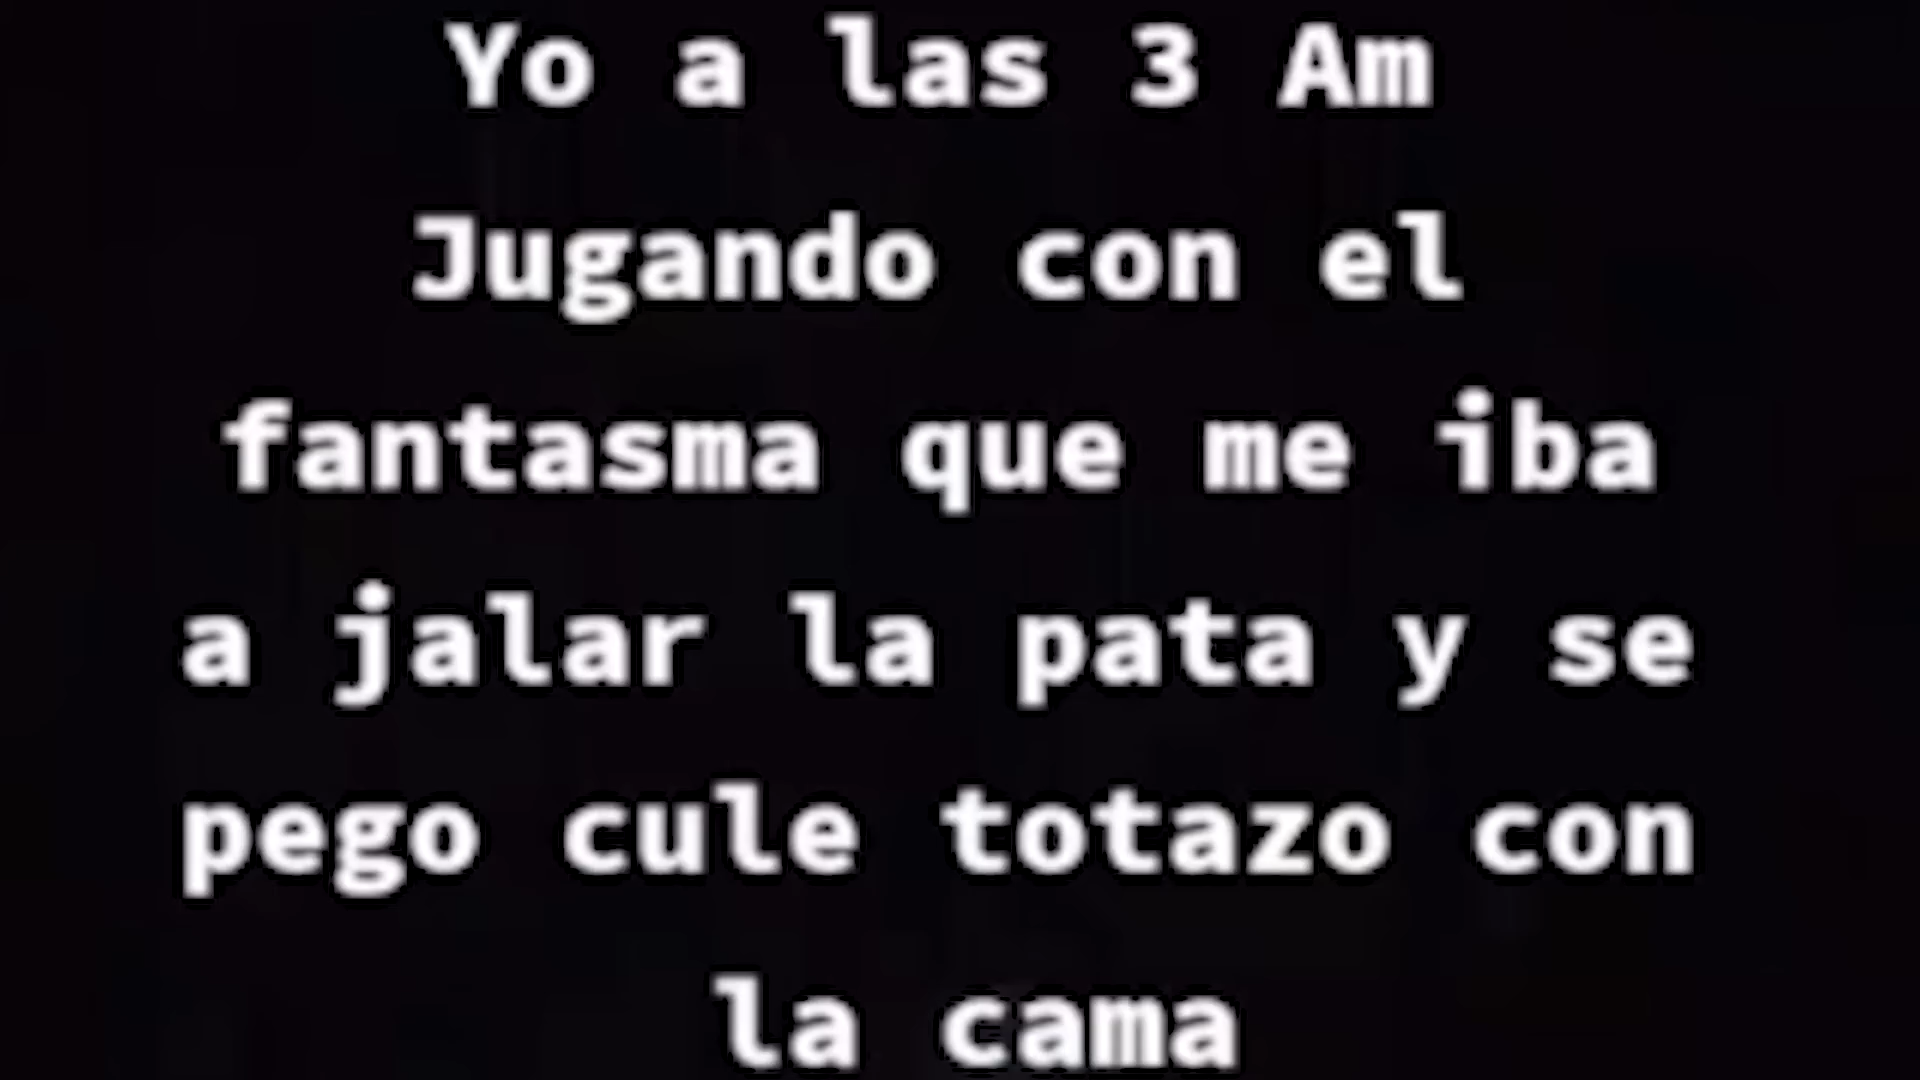 Yo a las 3 Am
Jugando con el
fantasma que me iba
a jalar la pata y se
pego cule totazo con
la cama